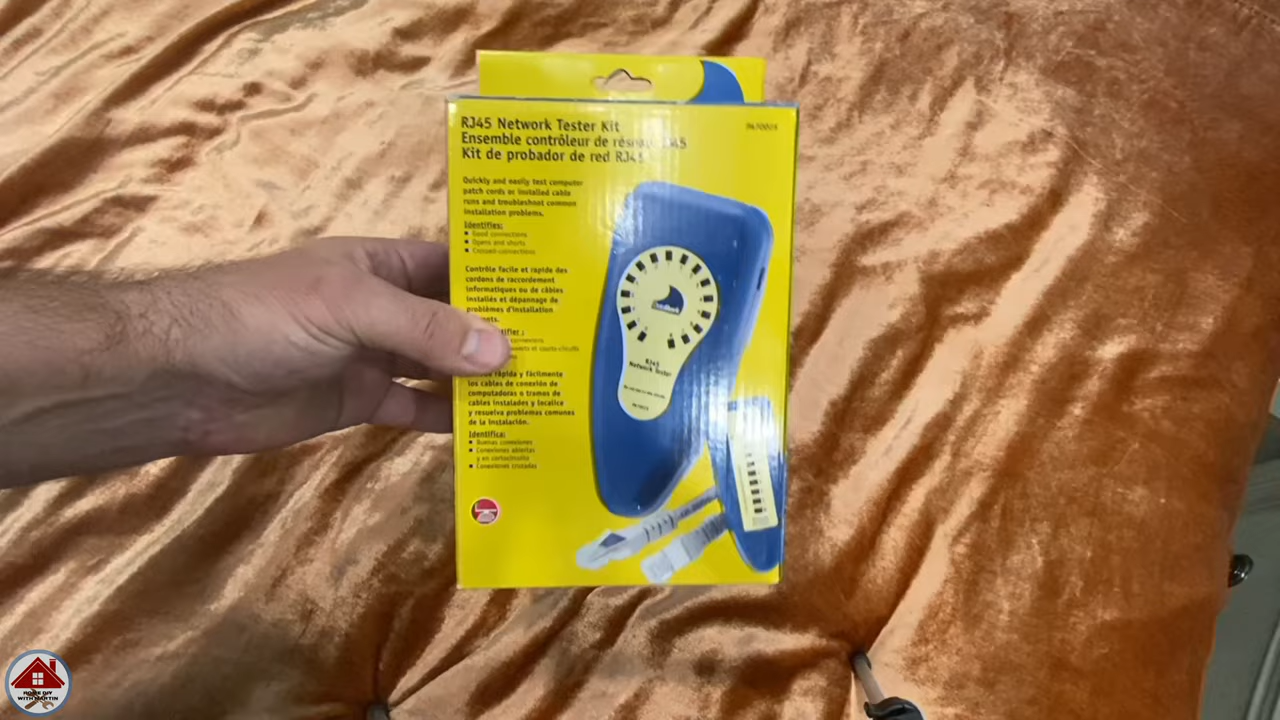 RJ45 Network Tester Kit
Ensemble contrôleur de réseau RJ45
Kit de probador de red RJ45
Quickly and easily test computer
patch cords or installed cable
runs and troubleshoot common
installation problems.
Identifies:
Good connections
Opens and shorts
Crossed-connections
Contrôle facile et rapide des
cordons de raccordement
informatiques ou de câbles
installés et dépannage de
problèmes d'installation
rápida y fácilmente
los cables de conexión de
computadoras o tramos de
cables instalados y localice
y resuelva problemas comunes
de la instalación.
Identifica:
Buenas conexiones
Conexiones abiertas
y en cortocircuito
Conexiones cruzadas
RJ45
Network Tester
HOME DIY
WITH MARTIN